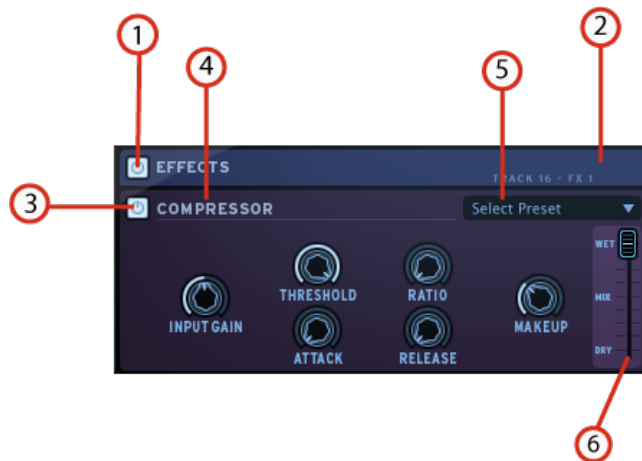 1
2
4
5
EFFECTS
TRACK 16 - FX 1
3
COMPRESSOR
Select Preset
WET
THRESHOLD
RATIO
MIX
INPUT GAIN
MAKEUP
ATTACK
RELEASE
DRY
6